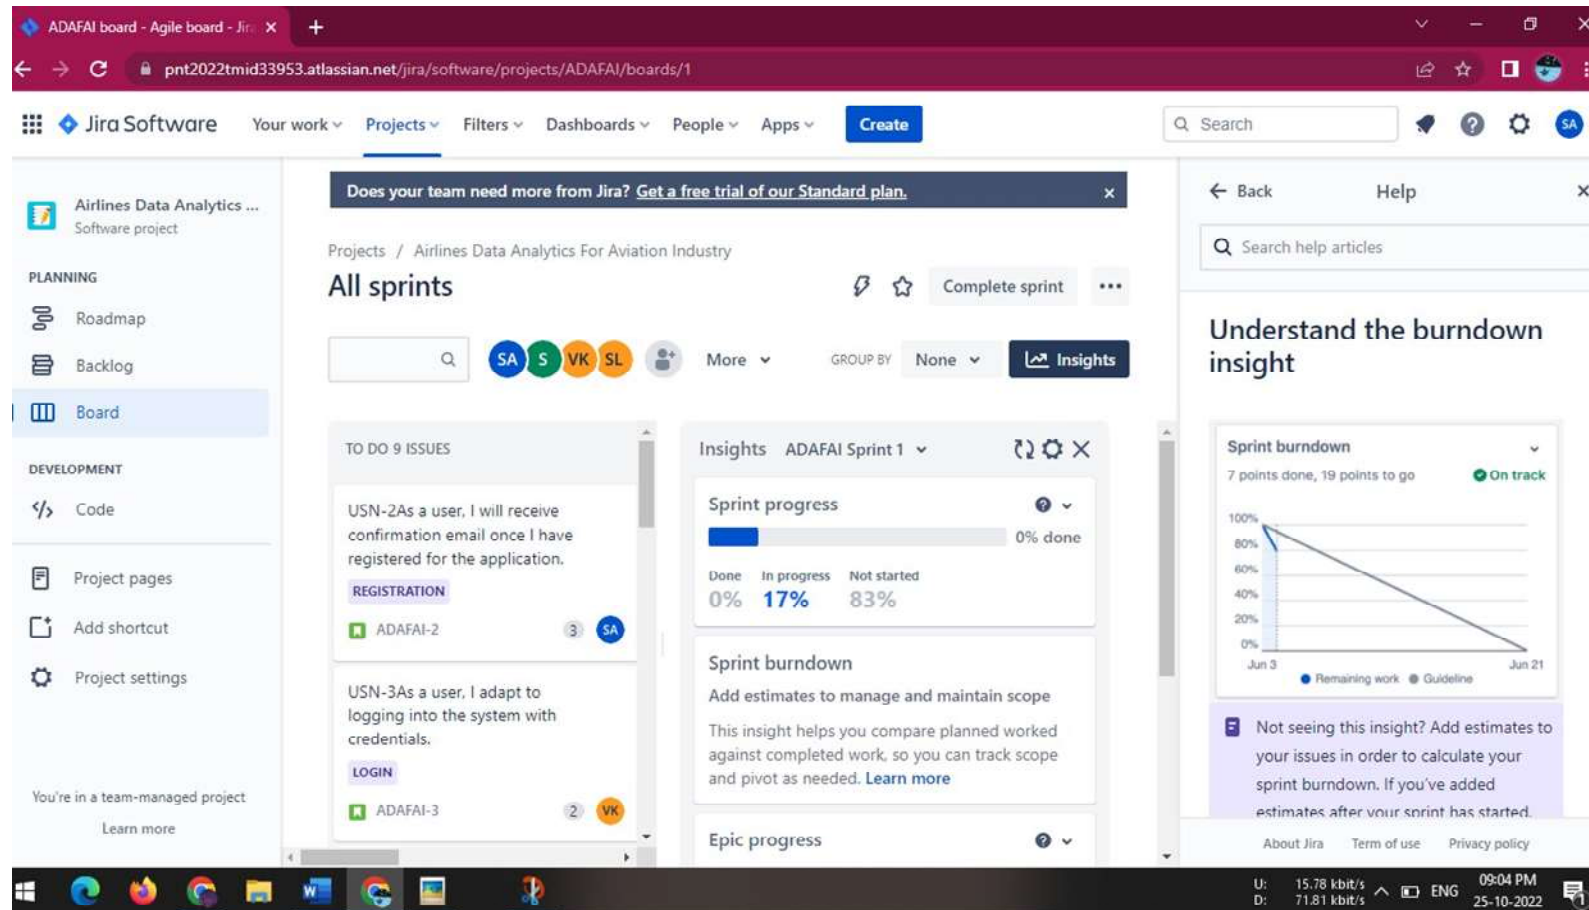 ADAFAI board - Agile board - Jira
pnt2022tmid33953.atlassian.net/jira/software/projects/ADAFAI/boards/1
Jira Software
Your work
Projects
Filters
Dashboards
People
Apps
Create
Search
SA
Airlines Data Analytics ...
Software project
PLANNING
Roadmap
Backlog
Board
DEVELOPMENT
Code
Project pages
Add shortcut
Project settings
You're in a team-managed project
Learn more
Does your team need more from Jira? Get a free trial of our Standard plan.
Projects / Airlines Data Analytics For Aviation Industry
All sprints
Complete sprint
SA S VK SL
More
GROUP BY
None
Insights
TO DO 9 ISSUES
USN-2As a user, I will receive
confirmation email once I have
registered for the application.
REGISTRATION
ADAFAI-2
3
SA
USN-3As a user, I adapt to
logging into the system with
credentials.
LOGIN
ADAFAI-3
2
VK
Insights ADAFAI Sprint 1
Sprint progress
0% done
Done In progress Not started
0% 17% 83%
Sprint burndown
Add estimates to manage and maintain scope
This insight helps you compare planned worked
against completed work, so you can track scope
and pivot as needed. Learn more
Epic progress
Back
Help
Search help articles
Understand the burndown
insight
Sprint burndown
7 points done, 19 points to go
On track
100%
80%
60%
40%
20%
0%
Jun 3
Jun 21
Remaining work Guideline
Not seeing this insight? Add estimates to
your issues in order to calculate your
sprint burndown. If you've added
estimates after your sprint has started,
About Jira Term of use Privacy policy
U: 15.78 kbit/s
D: 71.81 kbit/s
ENG
09:04 PM
25-10-2022
1